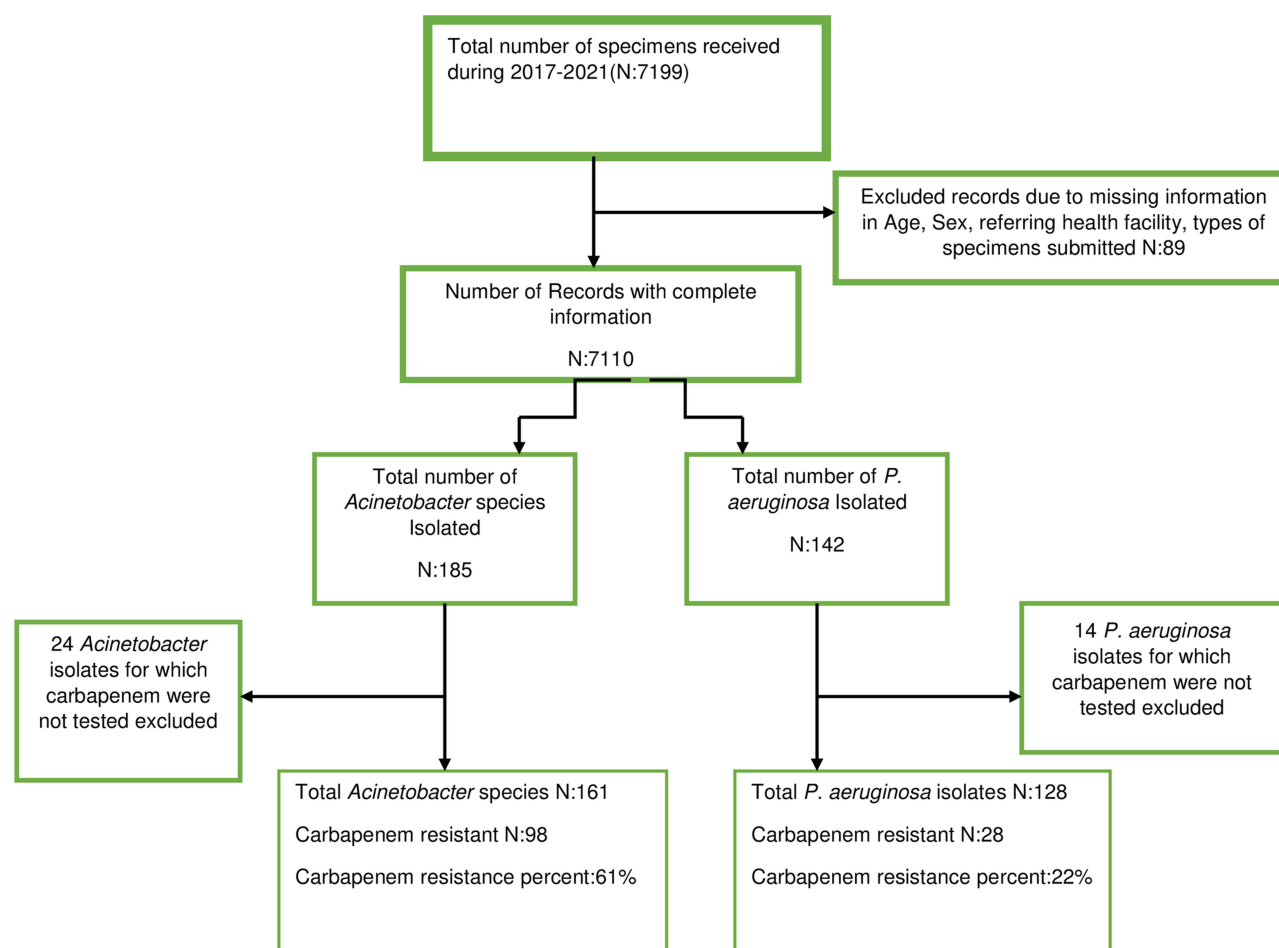 Total number of specimens received
during 2017-2021(N:7199)
Excluded records due to missing information
in Age, Sex, referring health facility, types of
specimens submitted N:89
Number of Records with complete
information
N:7110
Total number of
Acinetobacter species
Isolated
N:185
Total number of P.
aeruginosa Isolated
N:142
24 Acinetobacter
isolates for which
carbapenem were
not tested excluded
14 P. aeruginosa
isolates for which
carbapenem were not
tested excluded
Total Acinetobacter species N:161
Carbapenem resistant N:98
Carbapenem resistance percent:61%
Total P. aeruginosa isolates N:128
Carbapenem resistant N:28
Carbapenem resistance percent:22%